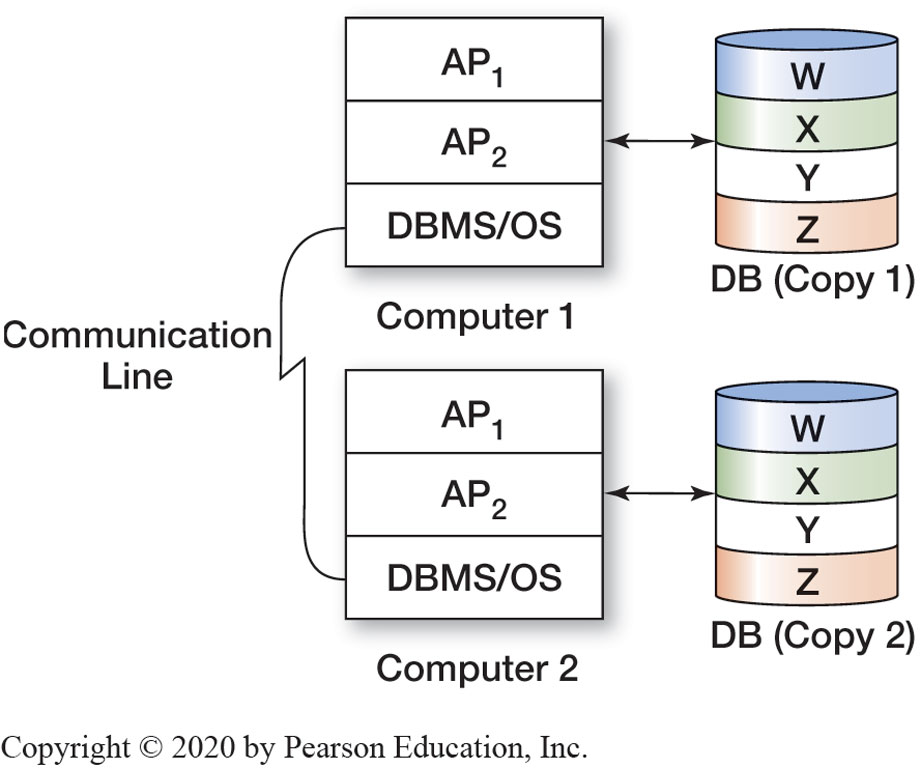 AP₁
AP₂
DBMS/OS
Computer 1
W
X
Y
Z
DB (Copy 1)
Communication
Line
AP₁
AP₂
DBMS/OS
Computer 2
W
X
Y
Z
DB (Copy 2)
Copyright © 2020 by Pearson Education, Inc.